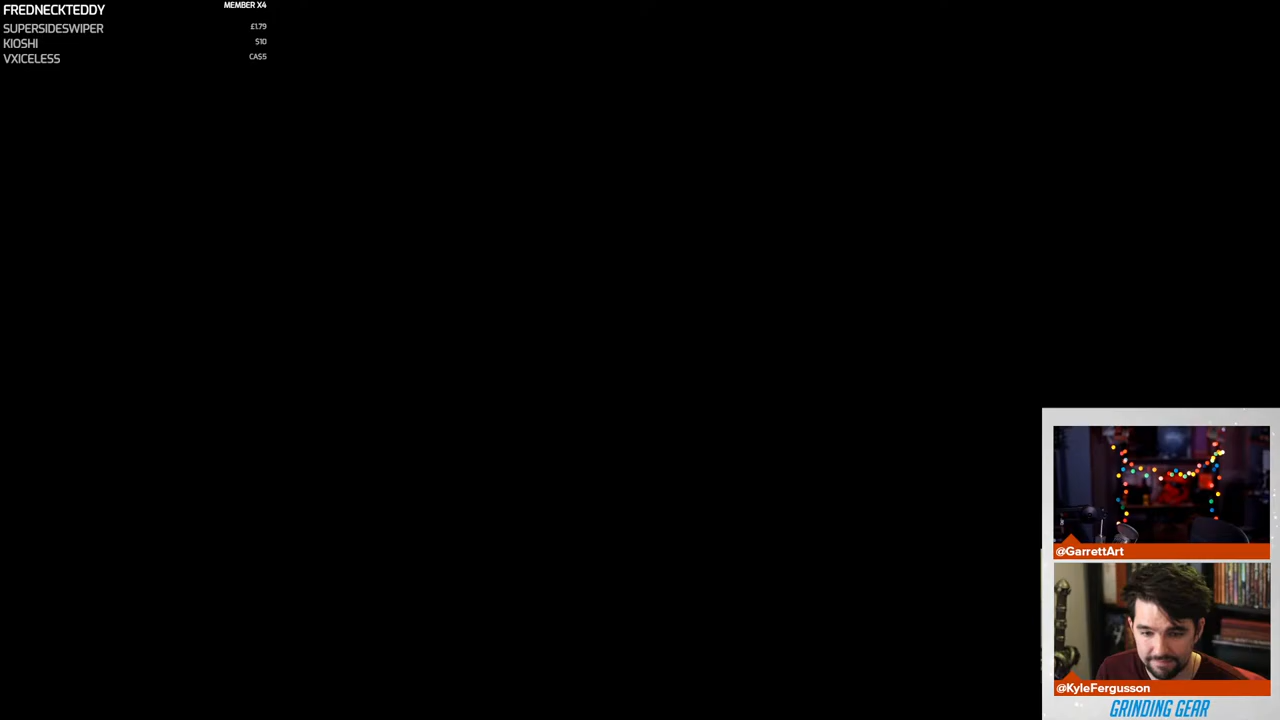 FREDNECKTEDDY MEMBER X4
SUPERSIDESWIPER £1.79
KIOSHI $10
VXICELESS CA$5
@GarrettArt
@KyleFergusson
GRINDING GEAR